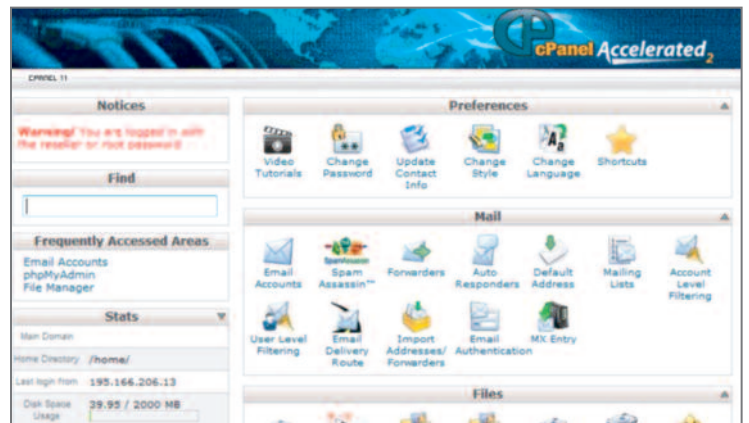 cPanel Accelerated2
CPANEL 11
Notices
Warning! You are logged in with
the reseller or root password
Find
Frequently Accessed Areas
Email Accounts
phpMyAdmin
File Manager
Stats
Main Domain
Home Directory /home/
Last login from 195.166.206.13
Disk Space
Usage
39.95 / 2000 MB
Preferences
Video
Tutorials
Change
Password
Update
Contact
Info
Change
Style
Change
Language
Shortcuts
Mail
Email
Accounts
SpamAssassin
Spam
Assassin™
Forwarders
Auto
Responders
Default
Address
Mailing
Lists
Account
Level
Filtering
User Level
Filtering
Email
Delivery
Route
Import
Addresses/
Forwarders
Email
Authentication
MX Entry
Files